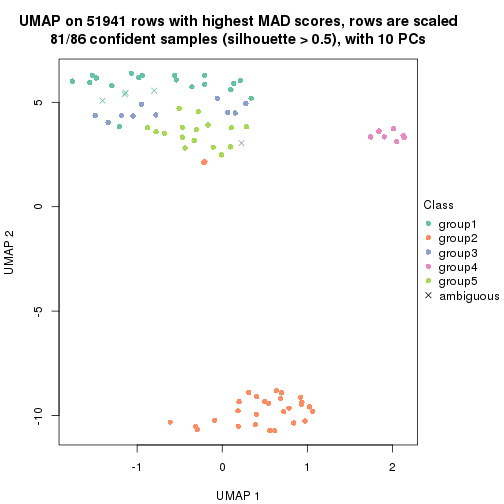 UMAP on 51941 rows with highest MAD scores, rows are scaled
81/86 confident samples (silhouette > 0.5), with 10 PCs
5
0
-5
-10
UMAP 2
-1
0
1
2
UMAP 1
Class
group1
group2
group3
group4
group5
ambiguous